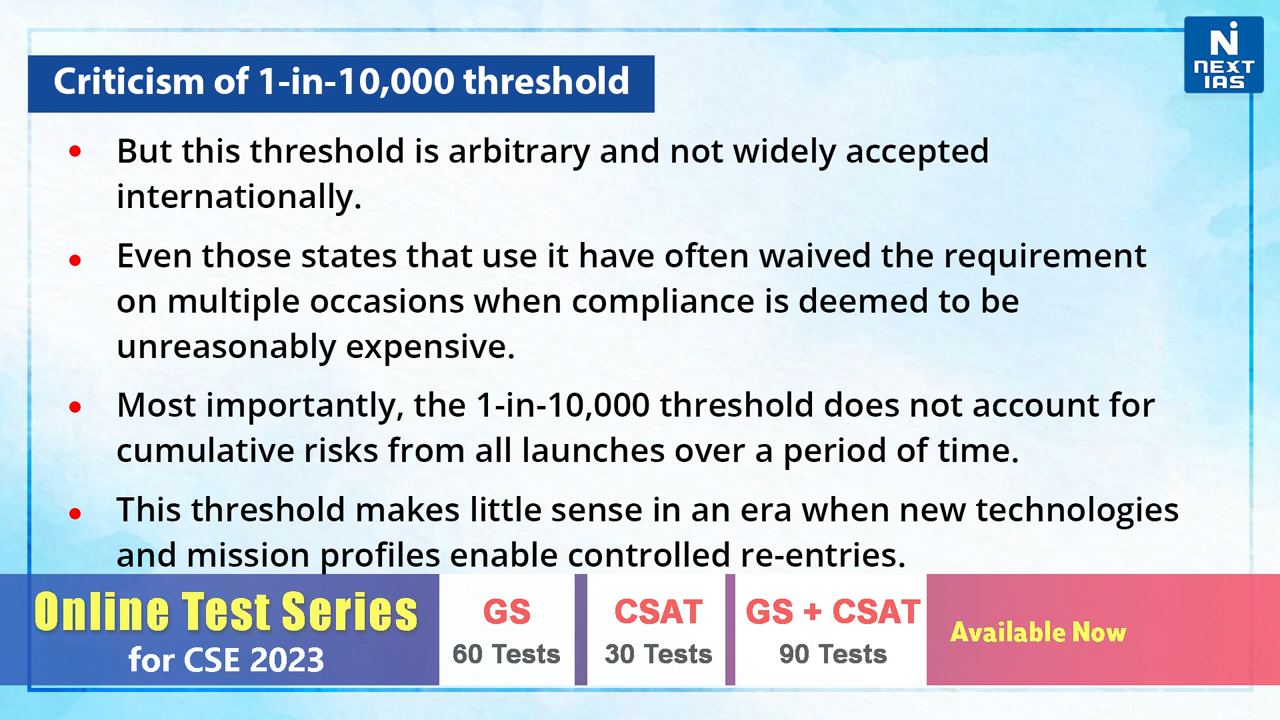 NEXT
IAS
Criticism of 1-in-10,000 threshold
• But this threshold is arbitrary and not widely accepted
internationally.
• Even those states that use it have often waived the requirement
on multiple occasions when compliance is deemed to be
unreasonably expensive.
• Most importantly, the 1-in-10,000 threshold does not account for
cumulative risks from all launches over a period of time.
• This threshold makes little sense in an era when new technologies
and mission profiles enable controlled re-entries.
Online Test Series
for CSE 2023
GS
60 Tests
CSAT
30 Tests
GS + CSAT
90 Tests
Available Now